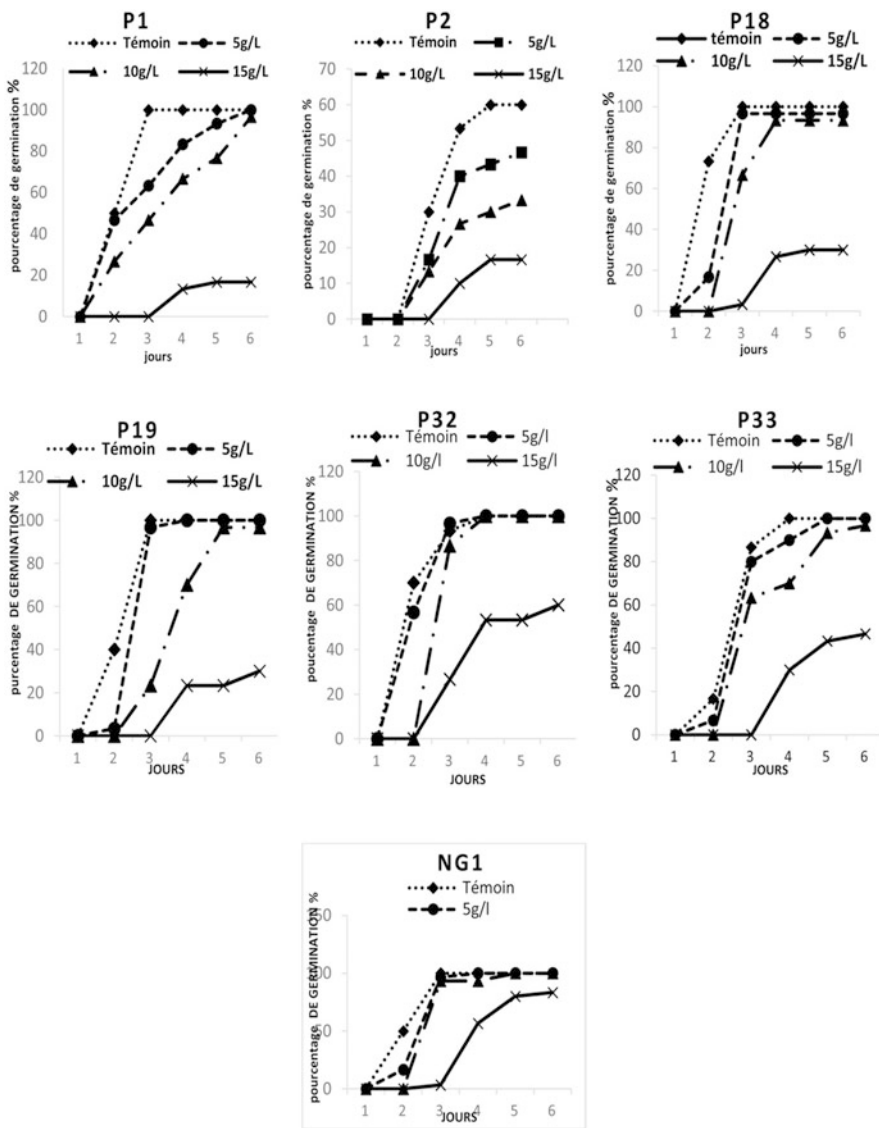 P1
Témoin 5g/L
10g/L 15g/L
pourcentage de germination %
120
100
80
60
40
20
0
1 2 3 4 5 6
jours
P2
Témoin 5g/L
10g/L 15g/L
pourcentage de germination %
70
60
50
40
30
20
10
0
1 2 3 4 5 6
jours
P18
témoin 5g/L
10g/L 15g/L
pourcentage de germination %
120
100
80
60
40
20
0
1 2 3 4 5 6
jours
P19
Témoin 5g/L
10g/L 15g/L
purcentage DE GERMINATION %
120
100
80
60
40
20
0
1 2 3 4 5 6
JOURS
P32
Témoin 5g/l
10g/l 15g/l
poucentage DE GERMINATION %
120
100
80
60
40
20
0
1 2 3 4 5 6
JOURS
P33
Témoin 5g/l
10g/l 15g/l
pourcentage DE GERMINATION %
120
100
80
60
40
20
0
1 2 3 4 5 6
JOURS
NG1
Témoin
5g/l
pourcentage DE GERMINATION %
150
100
50
0
1 2 3 4 5 6
JOURS